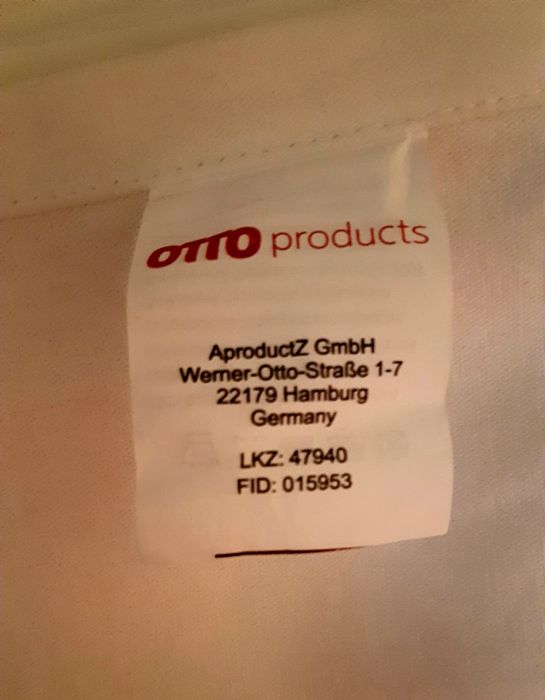 OTTO products
AproductZ GmbH
Werner-Otto-Straße 1-7
22179 Hamburg
Germany
LKZ: 47940
FID: 015953